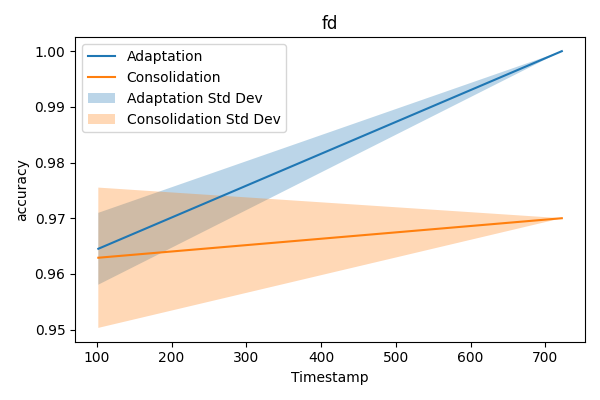 fd
1.00
0.99
0.98
0.97
0.96
0.95
accuracy
Adaptation
Consolidation
Adaptation Std Dev
Consolidation Std Dev
100 200 300 400 500 600 700
Timestamp